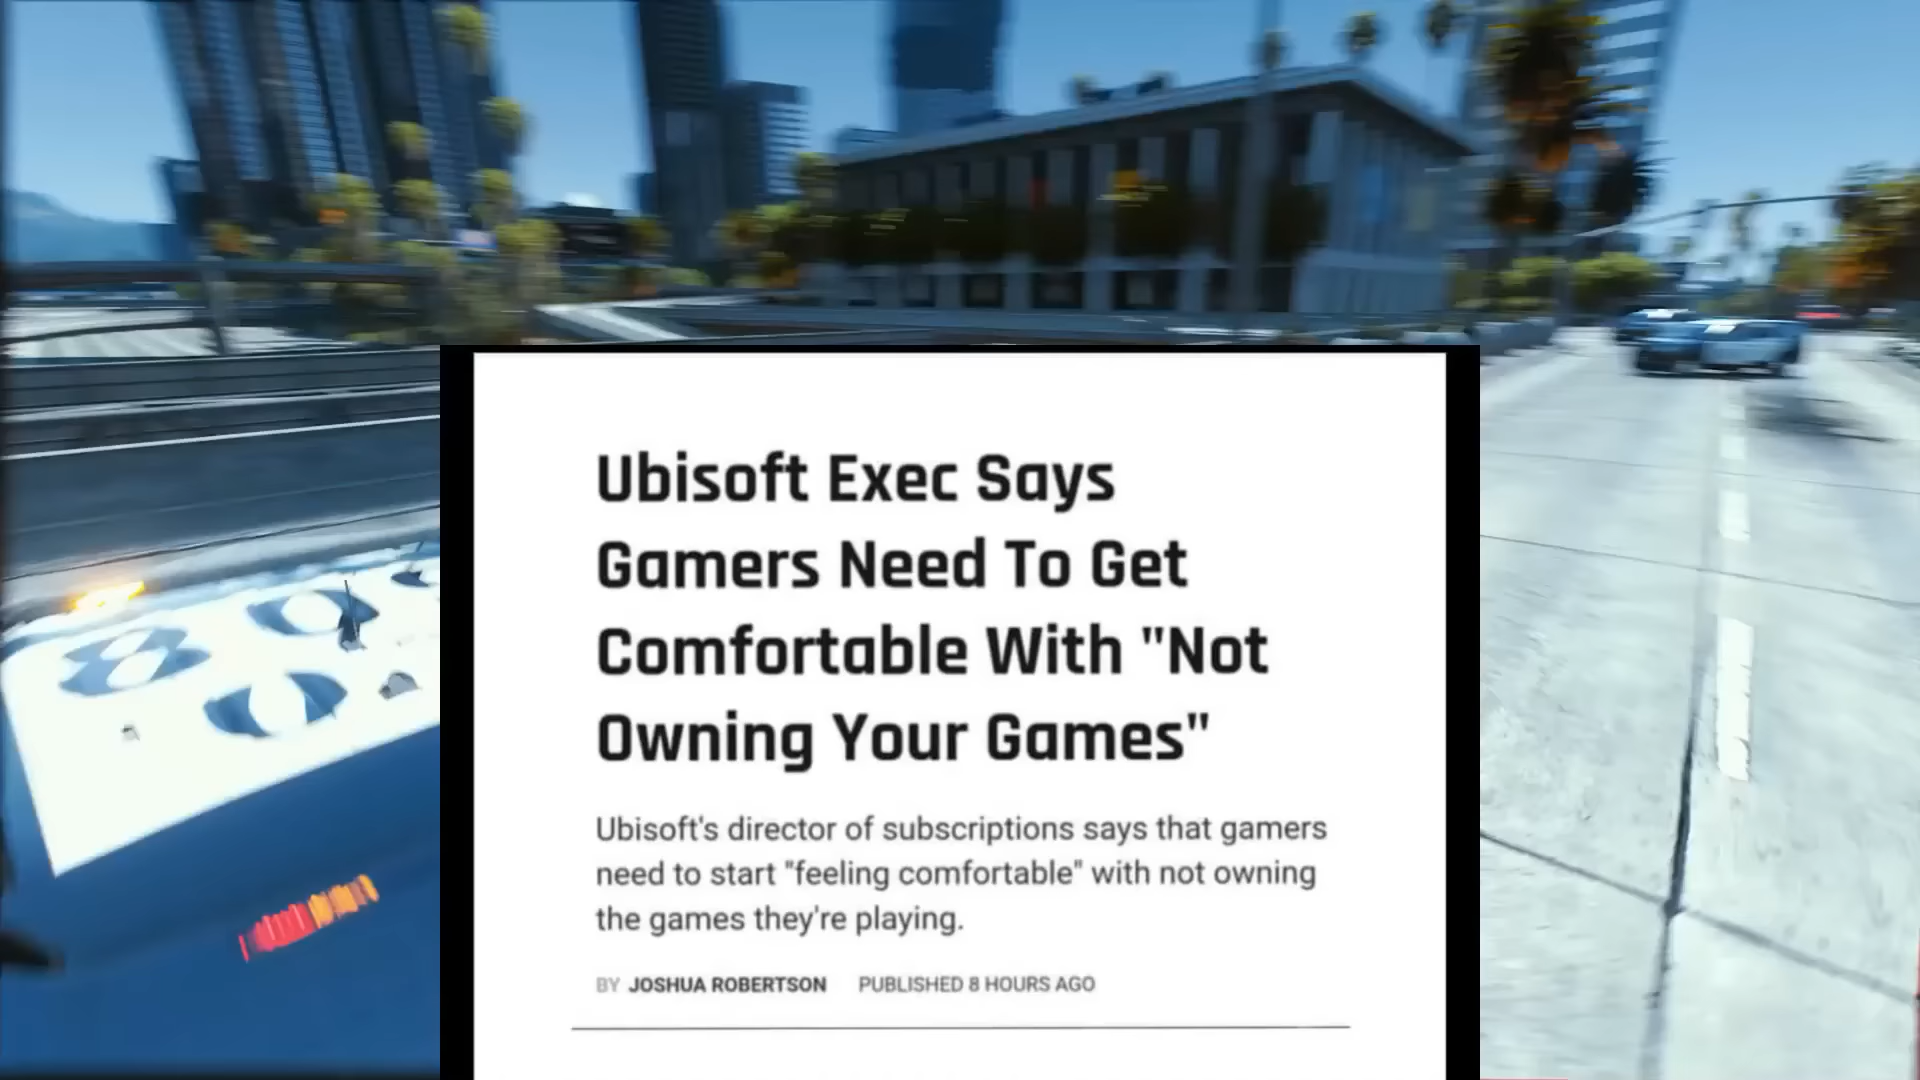 Ubisoft Exec Says
Gamers Need To Get
Comfortable With "Not
Owning Your Games"
Ubisoft's director of subscriptions says that gamers
need to start "feeling comfortable" with not owning
the games they're playing.
BY JOSHUA ROBERTSON PUBLISHED 8 HOURS AGO